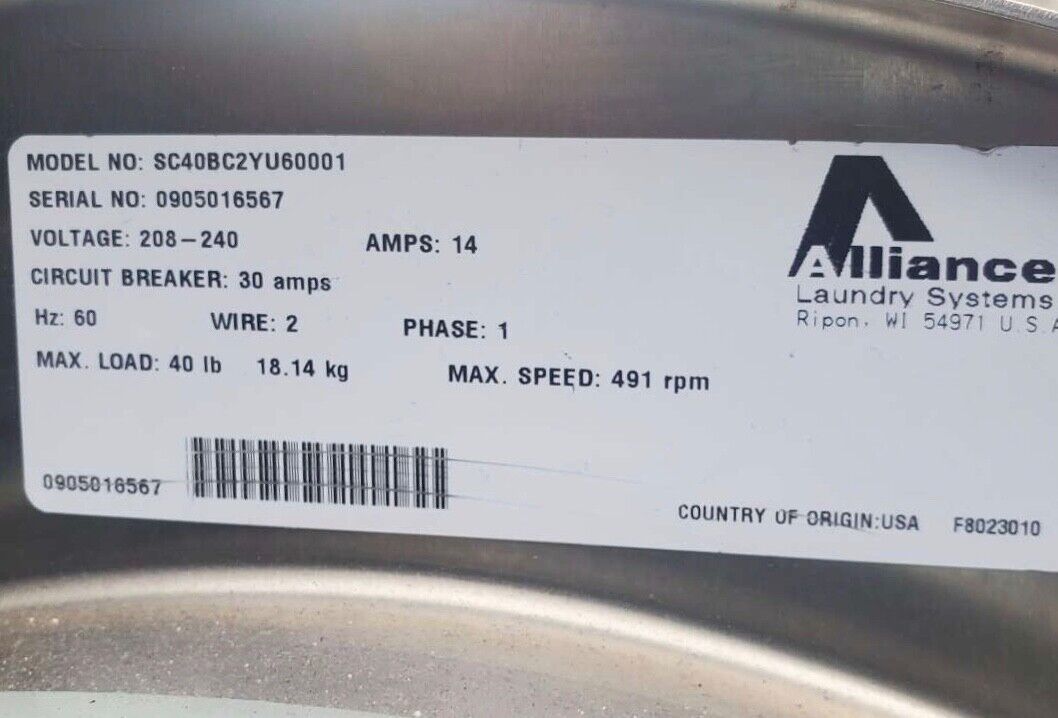 MODEL NO: SC40BC2YU60001
SERIAL NO: 0905016567
VOLTAGE: 208-240 AMPS: 14
CIRCUIT BREAKER: 30 amps
Hz: 60 WIRE: 2 PHASE: 1
MAX. LOAD: 40 lb 18.14 kg MAX. SPEED: 491 rpm
Alliance
Laundry Systems
Ripon, WI 54971 U.S.A
0905016567
COUNTRY OF ORIGIN:USA F8023010